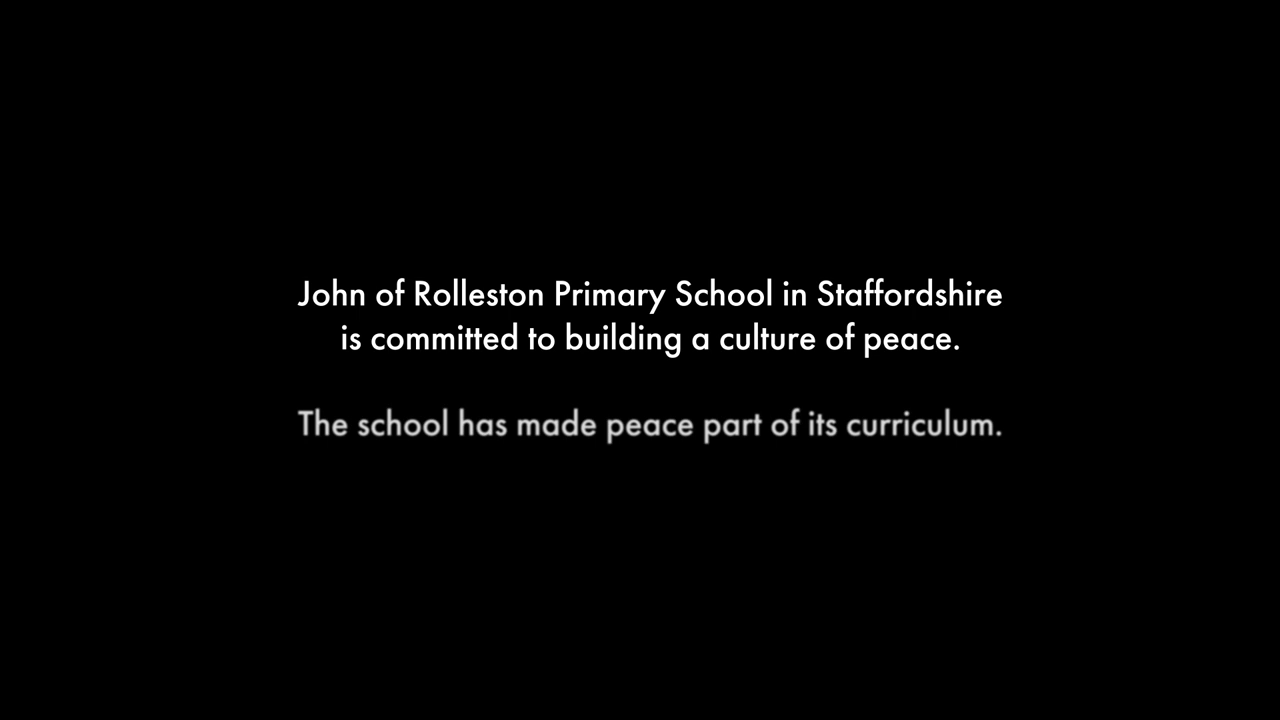 John of Rolleston Primary School in Staffordshire
is committed to building a culture of peace.
The school has made peace part of its curriculum.